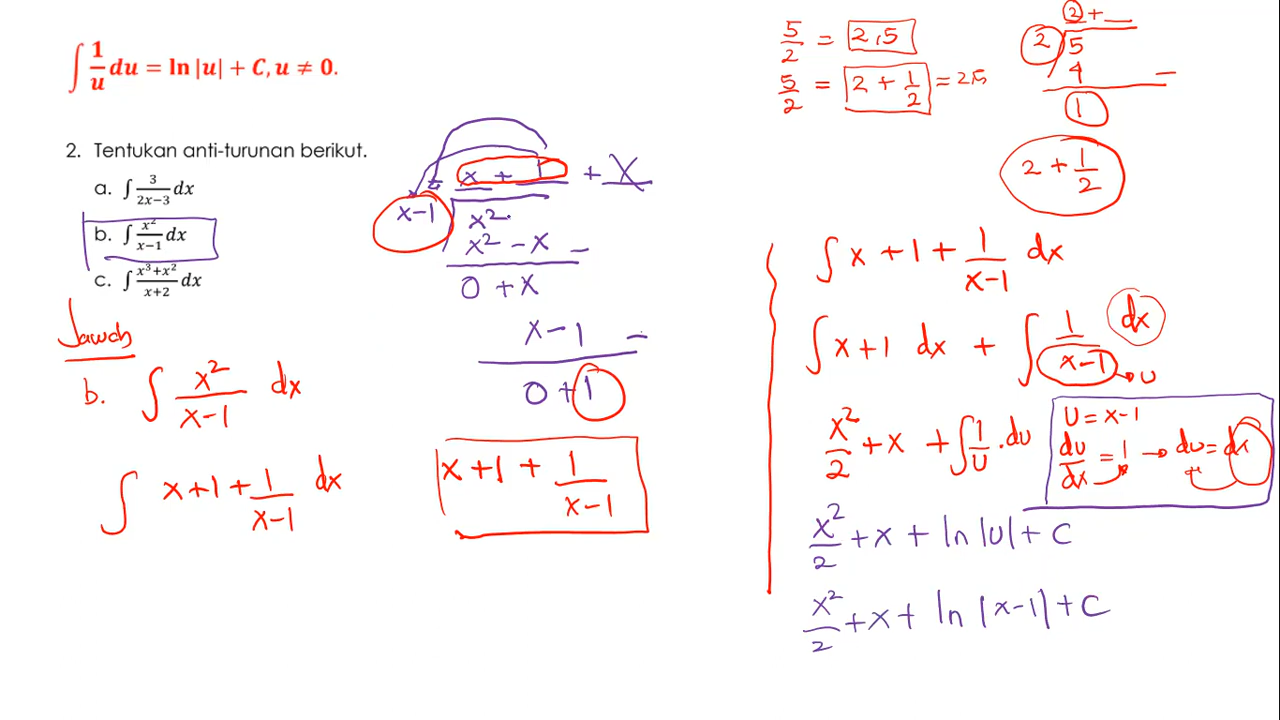 ∫ 1/u du = ln |u| + C, u ≠ 0.
2. Tentukan anti-turunan berikut.
a. ∫ 3/(2x−3) dx
b. ∫ x²/(x−1) dx
c. ∫ (x³+x²)/(x+2) dx
Jawab
b. ∫ x²/(x−1) dx
∫ x+1+ 1/(x−1) dx
x + 1 + X
x−1 x²
x² − x −
0 + x
x − 1 −
0 + 1
x+1 + 1/(x−1)
5/2 = 2,5
5/2 = 2 + 1/2 = 2,5
2 + __
2 5
4 −
1
2 + 1/2
∫ x + 1 + 1/(x−1) dx
∫ x+1 dx + ∫ 1/(x−1) dx
→ u
x²/2 + x + ∫ 1/u . du
U = x−1
du/dx = 1 → du = dx
x²/2 + x + ln |u| + C
x²/2 + x + ln |x−1| + C